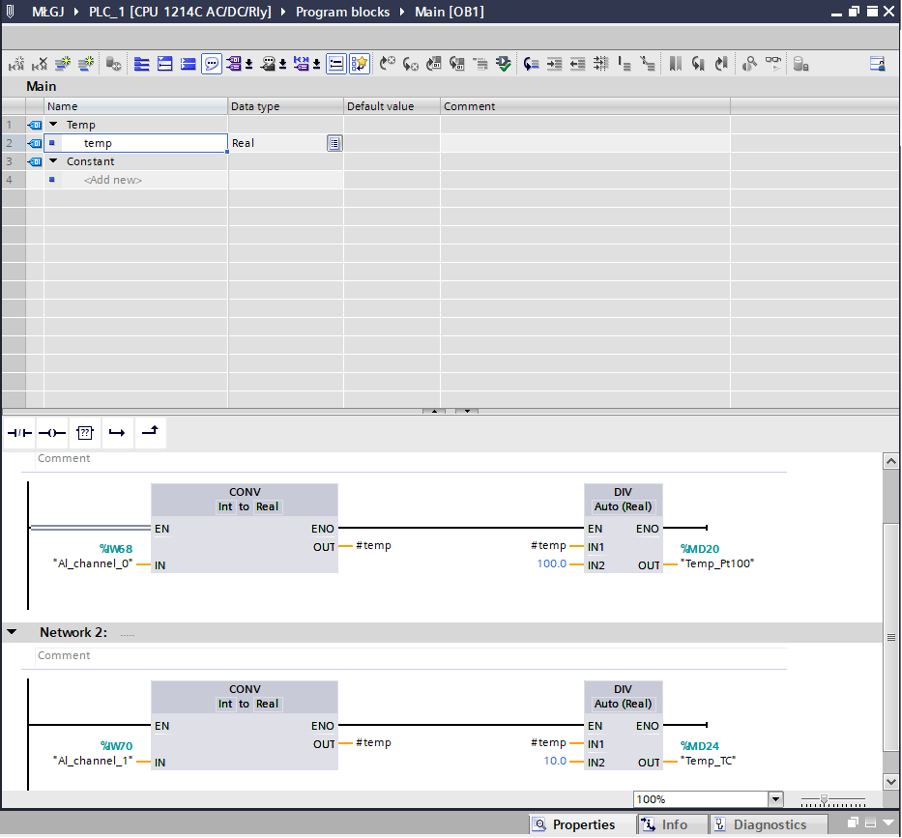 MŁGJ ▸ PLC_1 [CPU 1214C AC/DC/Rly] ▸ Program blocks ▸ Main [OB1]
Main
Name Data type Default value Comment
1 Temp
2 temp Real
3 Constant
4 <Add new>
??
Comment
CONV
Int to Real
DIV
Auto (Real)
EN ENO EN ENO
%IW68 OUT #temp #temp IN1 %MD20
"AI_channel_0" IN 100.0 IN2 OUT "Temp_Pt100"
Network 2: .....
Comment
CONV
Int to Real
DIV
Auto (Real)
EN ENO EN ENO
%IW70 OUT #temp #temp IN1 %MD24
"AI_channel_1" IN 10.0 IN2 OUT "Temp_TC"
100%
Properties Info Diagnostics